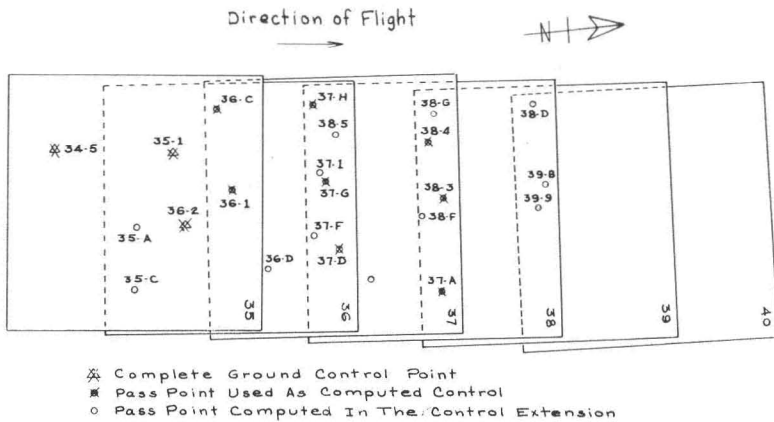 Direction of Flight
N
36-C
37-H
38-5
38-G
38-4
38-D
34-5
35-1
37-1
37-G
39-B
36-1
38-3
39-9
36-2
38-F
35-A
37-F
36-D
37-D
35-C
37-A
35
36
37
38
39
40
Complete Ground Control Point
Pass Point Used As Computed Control
Pass Point Computed In The Control Extension